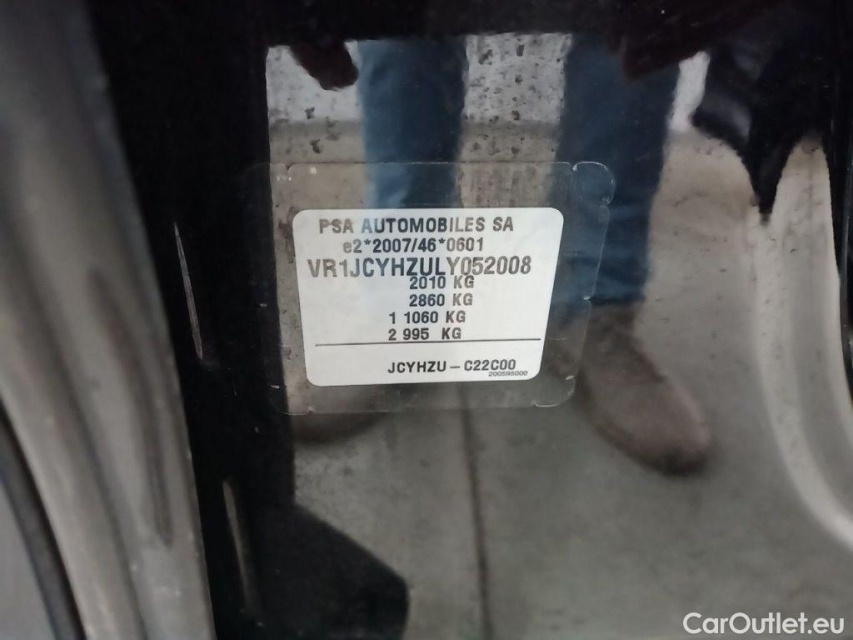 PSA AUTOMOBILES SA
e2*2007/46*0601
VR1JCYHZULY052008
2010 KG
2860 KG
1 1060 KG
2 995 KG
JCYHZU - C22C00
200595000
CarOutlet.eu